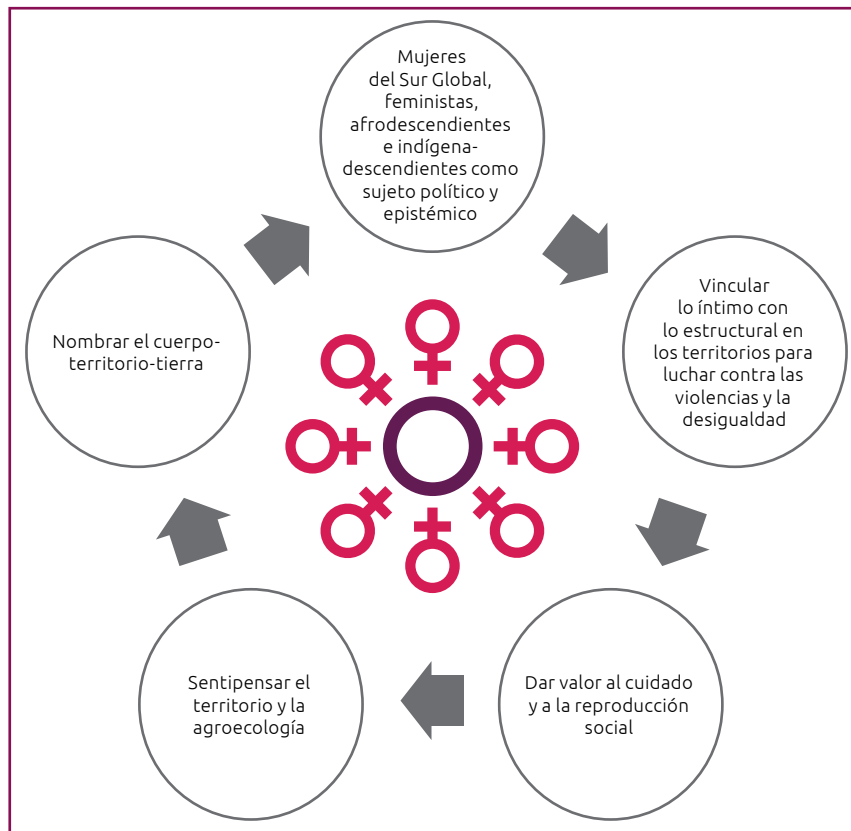 Mujeres
del Sur Global,
feministas,
afrodescendientes
e indígena-
descendientes como
sujeto político y
epistémico
Vincular
lo íntimo con
lo estructural en
los territorios para
luchar contra las
violencias y la
desigualdad
Dar valor al cuidado
y a la reproducción
social
Sentipensar el
territorio y la
agroecología
Nombrar el cuerpo-
territorio-tierra